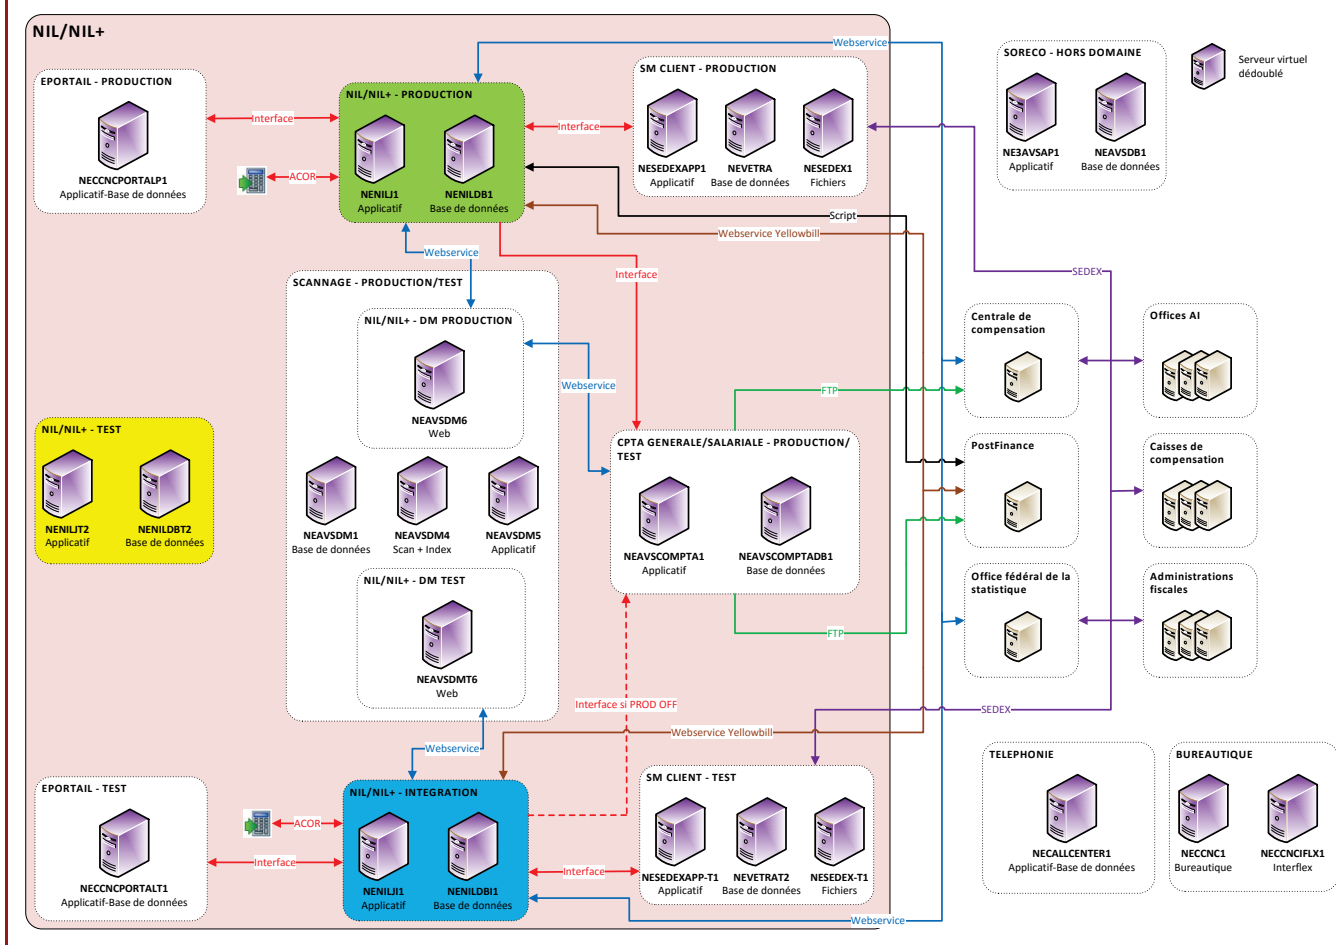 NIL/NIL+
Webservice
EPORTAIL - PRODUCTION
NECCNCPORTALP1
Applicatif-Base de données
Interface
ACOR
NIL/NIL+ - PRODUCTION
NENILJ1
Applicatif
NENILDB1
Base de données
Interface
SM CLIENT - PRODUCTION
NESEDEXAPP1
Applicatif
NEVETRA
Base de données
NESEDEX1
Fichiers
SORECO - HORS DOMAINE
NE3AVSAP1
Applicatif
NEAVSDB1
Base de données
Serveur virtuel
dédoublé
Script
Webservice Yellowbill
Webservice
Interface
SEDEX
SCANNAGE - PRODUCTION/TEST
NIL/NIL+ - DM PRODUCTION
NEAVSDM6
Web
Webservice
FTP
Centrale de
compensation
Offices AI
NIL/NIL+ - TEST
NENILJT2
Applicatif
NENILDBT2
Base de données
NEAVSDM1
Base de données
NEAVSDM4
Scan + Index
NEAVSDM5
Applicatif
CPTA GENERALE/SALARIALE - PRODUCTION/
TEST
NEAVSCOMPTA1
Applicatif
NEAVSCOMPTADB1
Base de données
PostFinance
Caisses de
compensation
NIL/NIL+ - DM TEST
NEAVSDMT6
Web
FTP
Office fédéral de la
statistique
Administrations
fiscales
Interface si PROD OFF
SEDEX
Webservice
Webservice Yellowbill
EPORTAIL - TEST
NECCNCPORTALT1
Applicatif-Base de données
ACOR
Interface
NIL/NIL+ - INTEGRATION
NENILJI1
Applicatif
NENILDBI1
Base de données
Interface
SM CLIENT - TEST
NESEDEXAPP-T1
Applicatif
NEVETRAT2
Base de données
NESEDEX-T1
Fichiers
Webservice
TELEPHONIE
NECALLCENTER1
Applicatif-Base de données
BUREAUTIQUE
NECCNC1
Bureautique
NECCNCIFLX1
Interflex